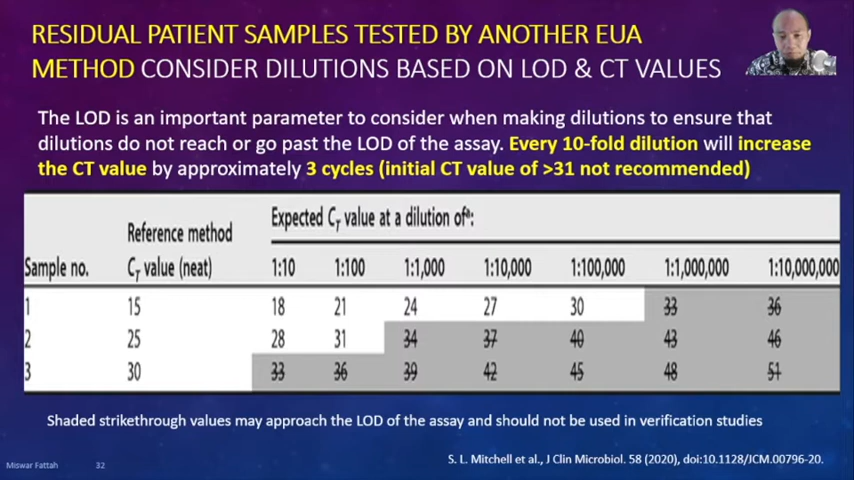 RESIDUAL PATIENT SAMPLES TESTED BY ANOTHER EUA
METHOD CONSIDER DILUTIONS BASED ON LOD & CT VALUES
The LOD is an important parameter to consider when making dilutions to ensure that
dilutions do not reach or go past the LOD of the assay. Every 10-fold dilution will increase
the CT value by approximately 3 cycles (initial CT value of >31 not recommended)
Expected CT value at a dilution ofª:
Reference method
Sample no. CT value (neat) 1:10 1:100 1:1,000 1:10,000 1:100,000 1:1,000,000 1:10,000,000
1 15 18 21 24 27 30 33 36
2 25 28 31 34 37 40 43 46
3 30 33 36 39 42 45 48 51
Shaded strikethrough values may approach the LOD of the assay and should not be used in verification studies
S. L. Mitchell et al., J Clin Microbiol. 58 (2020), doi:10.1128/JCM.00796-20.
Miswar Fattah 32